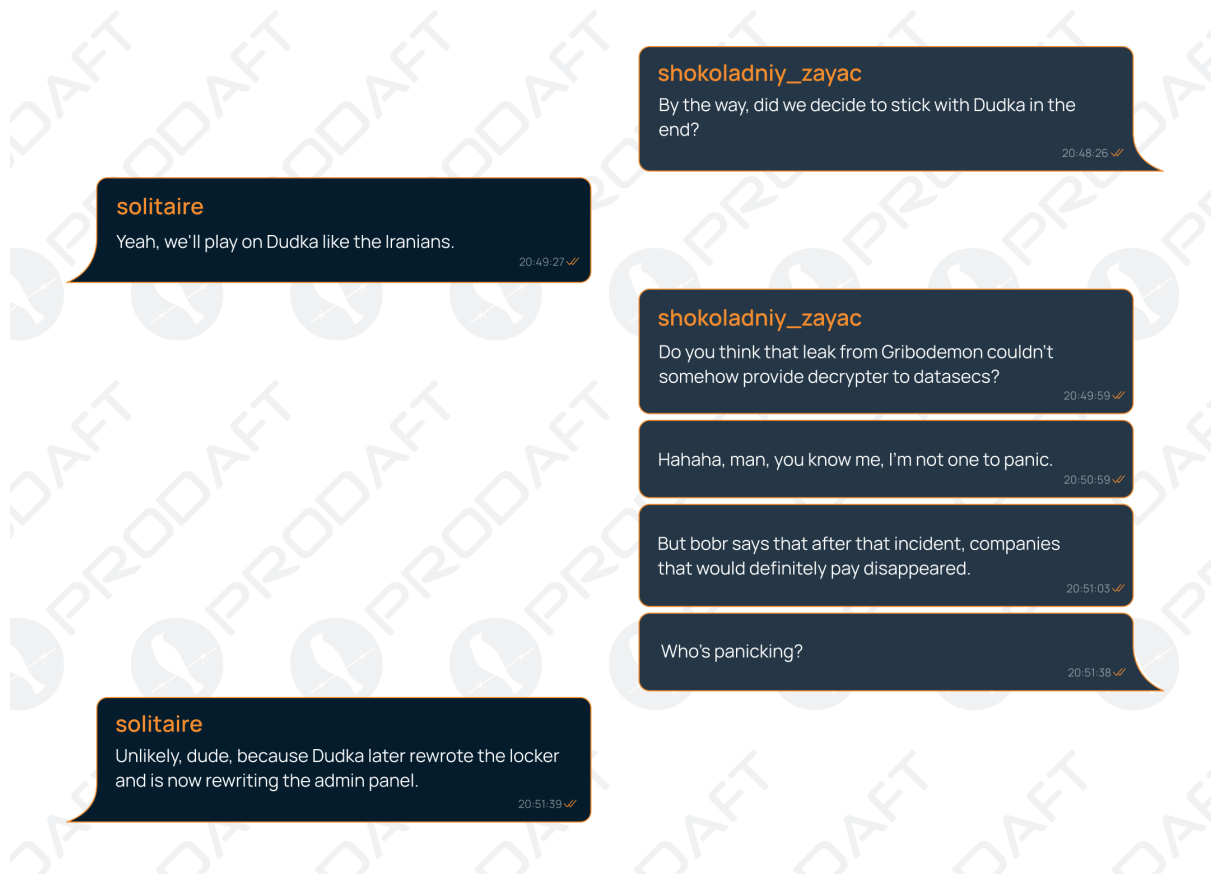 shokoladniy_zayac
By the way, did we decide to stick with Dudka in the
end?
20:48:26
solitaire
Yeah, we'll play on Dudka like the Iranians.
20:49:27
shokoladniy_zayac
Do you think that leak from Gribodemon couldn't
somehow provide decrypter to datasecs?
20:49:59
Hahaha, man, you know me, I'm not one to panic.
20:50:59
But bobr says that after that incident, companies
that would definitely pay disappeared.
20:51:03
Who's panicking?
20:51:38
solitaire
Unlikely, dude, because Dudka later rewrote the locker
and is now rewriting the admin panel.
20:51:39
PRODAFT